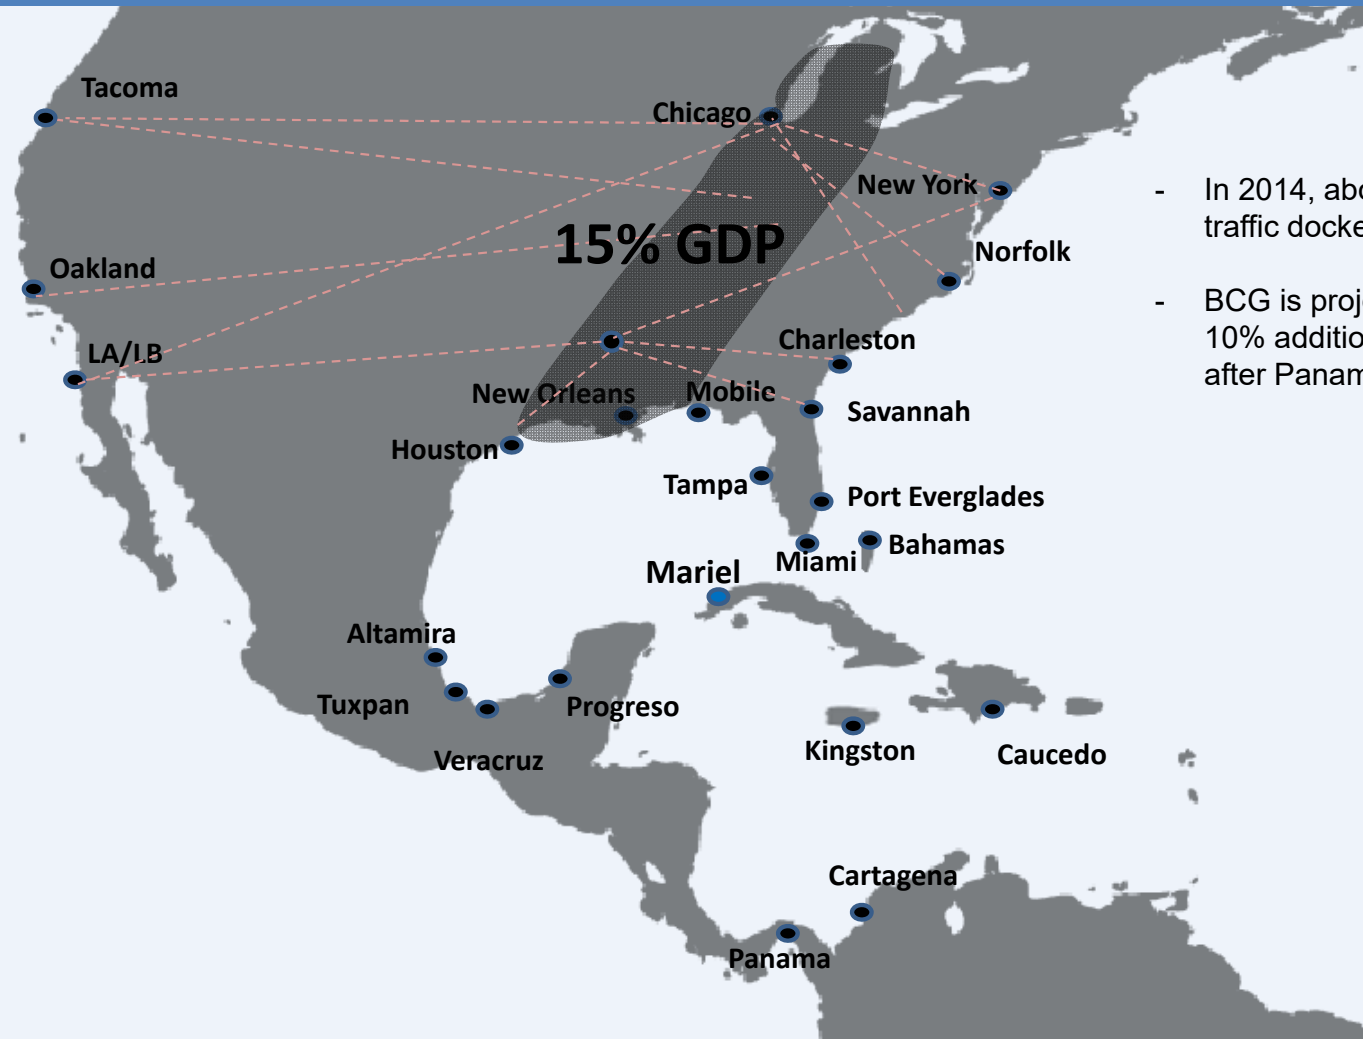 Tacoma
Chicago
New York
- In 2014,
traffic
15% GDP
Norfolk
Oakland
- BCG is
10%
after
LA/LB
Charleston
New Orleans
Mobile
Savannah
Houston
Tampa
Port Everglades
Miami
Bahamas
Mariel
Altamira
Tuxpan
Progreso
Veracruz
Kingston
Caucedo
Cartagena
Panama